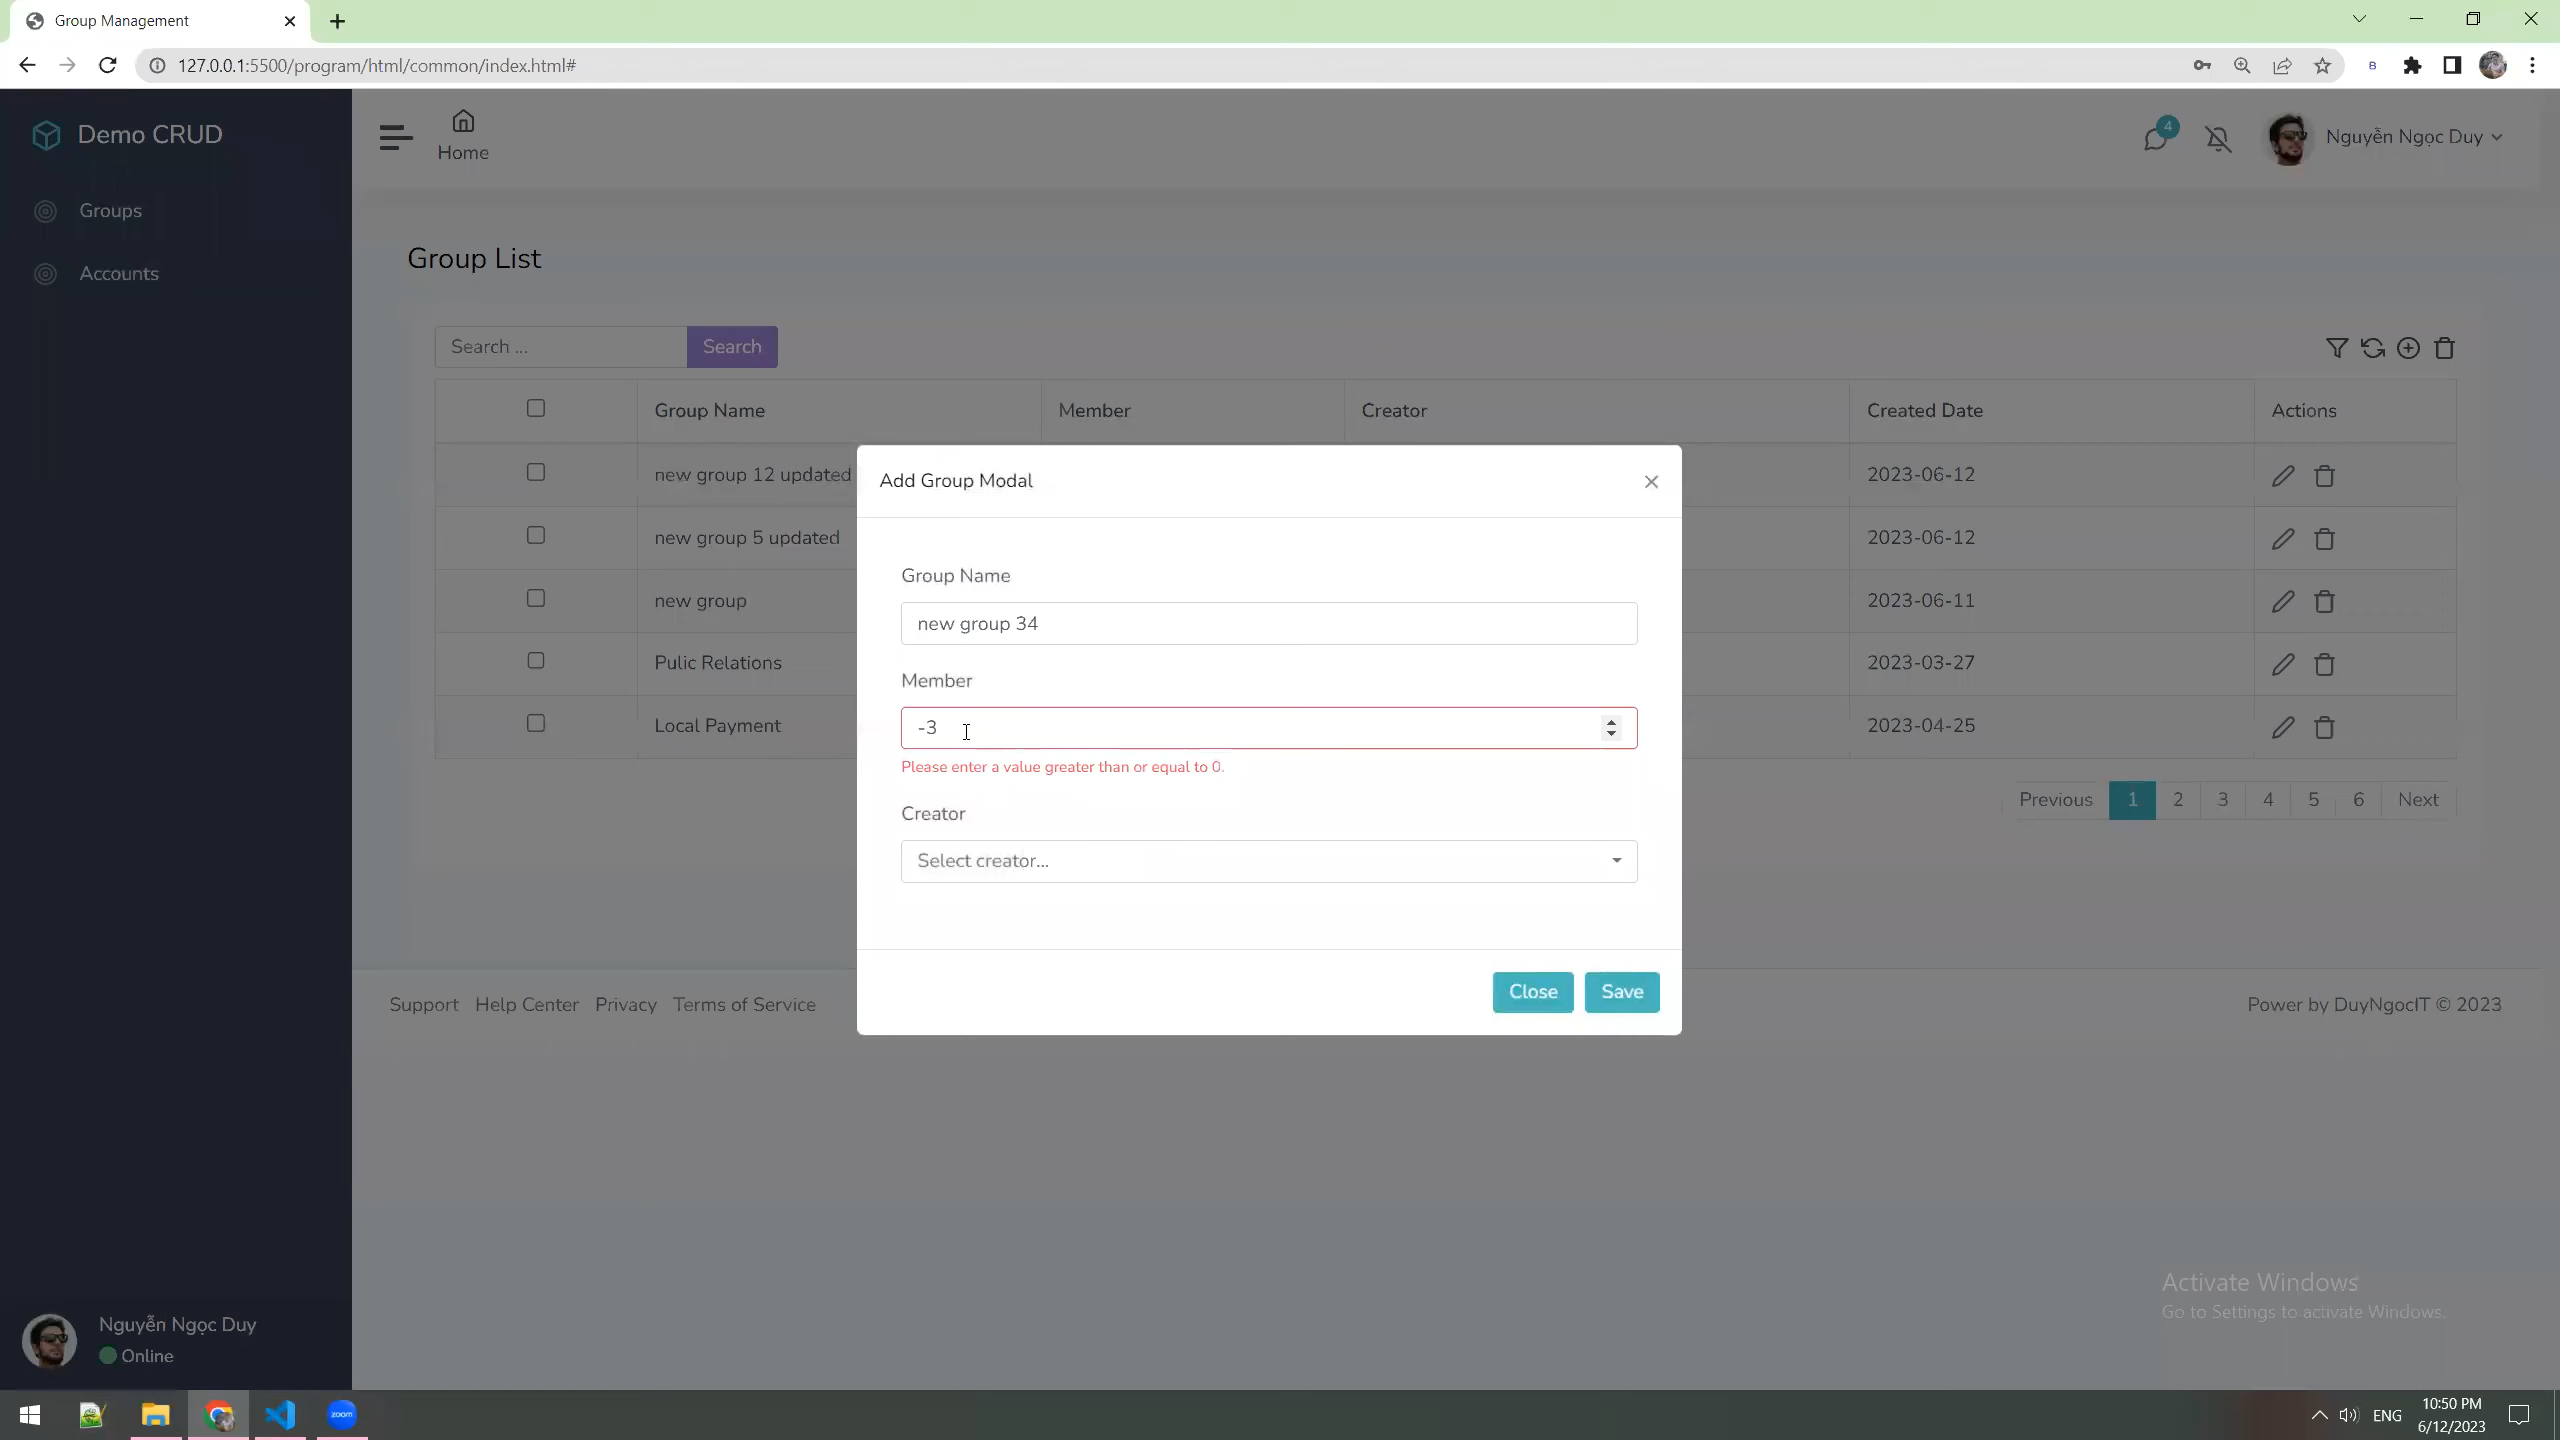 Group Management
127.0.0.1:5500/program/html/common/index.html#
B
Demo CRUD
Home
4
Nguyễn Ngọc Duy
Groups
Accounts
Group List
Search ...
Search
Group Name
Member
Creator
Created Date
Actions
new group 12 updated
2023-06-12
new group 5 updated
2023-06-12
new group
2023-06-11
Pulic Relations
2023-03-27
Local Payment
2023-04-25
Previous
1
2
3
4
5
6
Next
Add Group Modal
Group Name
new group 34
Member
-3
Please enter a value greater than or equal to 0.
Creator
Select creator...
Close
Save
Support
Help Center
Privacy
Terms of Service
Power by DuyNgocIT © 2023
Activate Windows
Go to Settings to activate Windows.
Nguyễn Ngọc Duy
Online
zoom
ENG
10:50 PM
6/12/2023